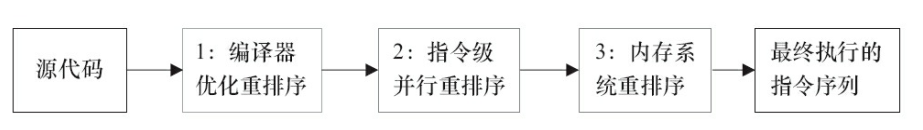 源代码
1：编译器
优化重排序
2：指令级
并行重排序
3：内存系
统重排序
最终执行的
指令序列